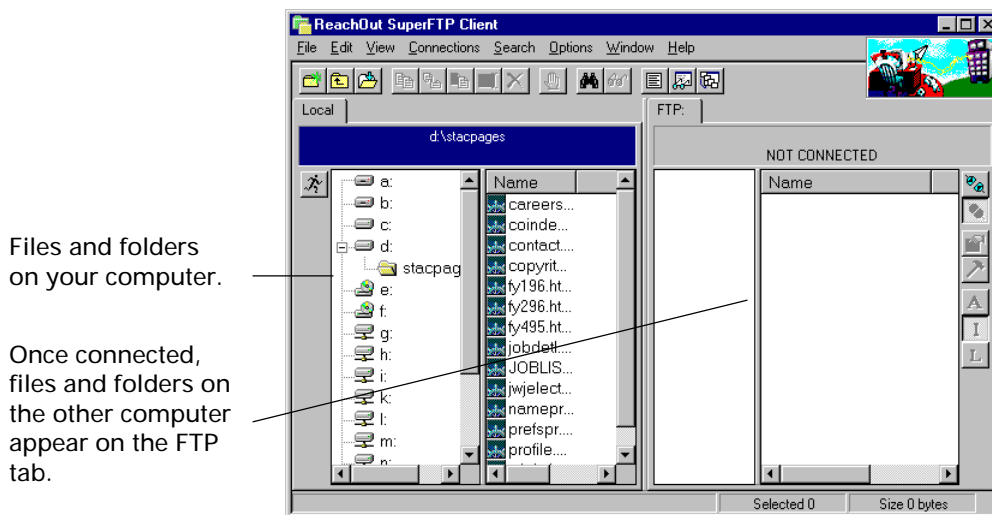 ReachOut SuperFTP Client
File Edit View Connections Search Options Window Help
Local
FTP:
d:\stacpages
NOT CONNECTED
Name
Name
a:
b:
c:
d:
stacpag
e:
f:
g:
h:
i:
k:
l:
m:
n:
careers...
coinde...
contact....
copyrit...
fy196.ht...
fy296.ht...
fy495.ht...
jobdetl....
JOBLIS...
jwjelect...
namepr...
prefspr....
profile....
A
I
L
Selected 0
Size 0 bytes
Files and folders
on your computer.
Once connected,
files and folders on
the other computer
appear on the FTP
tab.